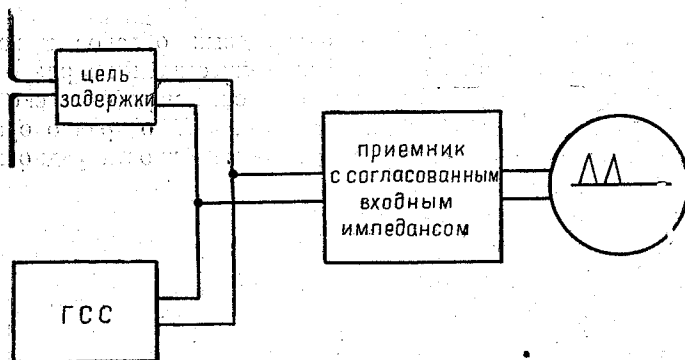 цель
задержки
приемник
с согласованным
входным
импедансом
ГСС